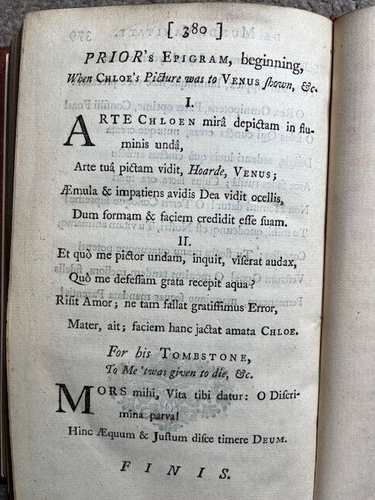 [ 380 ]
PRIOR's EPIGRAM, beginning,
When CHLOE's Picture was to VENUS ſhown, &c.
I.
ARTE CHLOEN mirâ depictam in flu-
minis undâ,
Arte tuâ pictam vidit, Hoarde, VENUS;
Æmula & impatiens avidis Dea vidit ocellis,
Dum formam & faciem credidit eſſe ſuam.
II.
Et quò me pictor undam, inquit, viſerat audax,
Quò me defeſſam grata recepit aqua?
Riſit Amor; ne tam fallat gratiſſimus Error,
Mater, ait; faciem hanc jactat amata CHLOE.
For his TOMBSTONE,
To Me 'twas given to die, &c.
MORS mihi, Vita tibi datur: O Diſcri-
mina parva!
Hinc Æquum & Juſtum diſce timere DEUM.
FINIS.